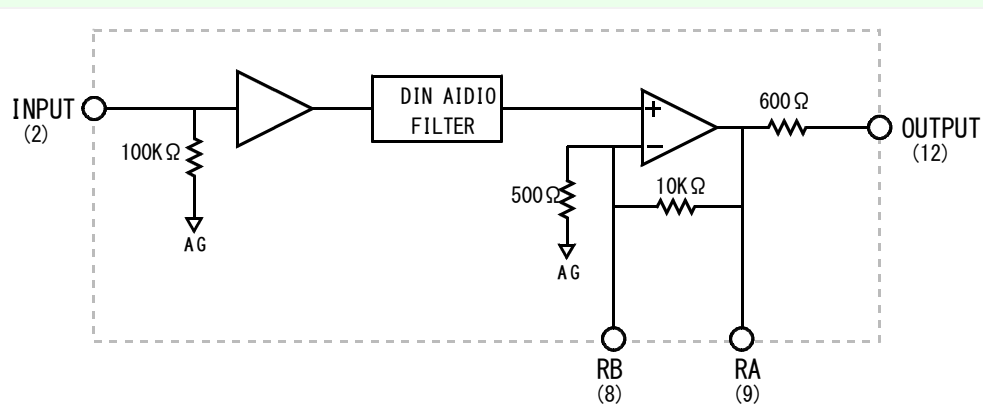 INPUT
(2)
100KΩ
AG
DIN AIDIO
FILTER
+
−
500Ω
AG
10KΩ
600Ω
OUTPUT
(12)
RB
(8)
RA
(9)